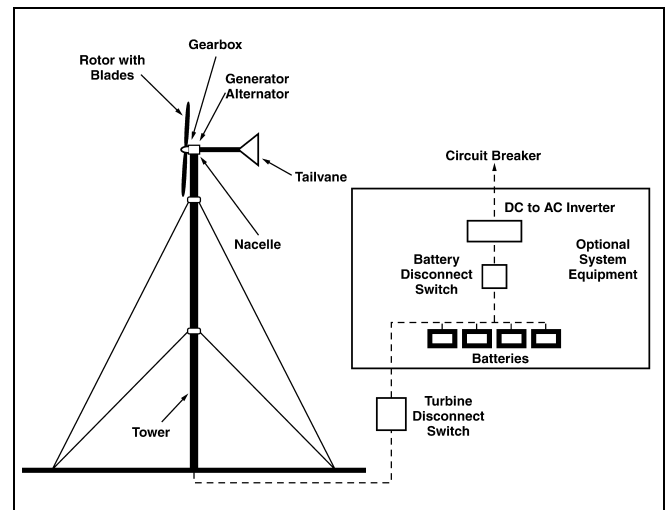 Gearbox
Rotor with
Blades
Generator
Alternator
Tailvane
Nacelle
Tower
Circuit Breaker
DC to AC Inverter
Optional
System
Equipment
Battery
Disconnect
Switch
Batteries
Turbine
Disconnect
Switch